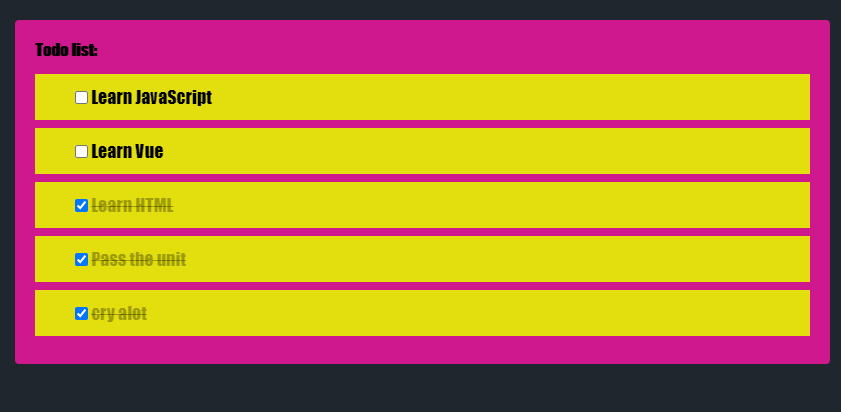 Todo list:
Learn JavaScript
Learn Vue
Learn HTML
Pass the unit
cry alot